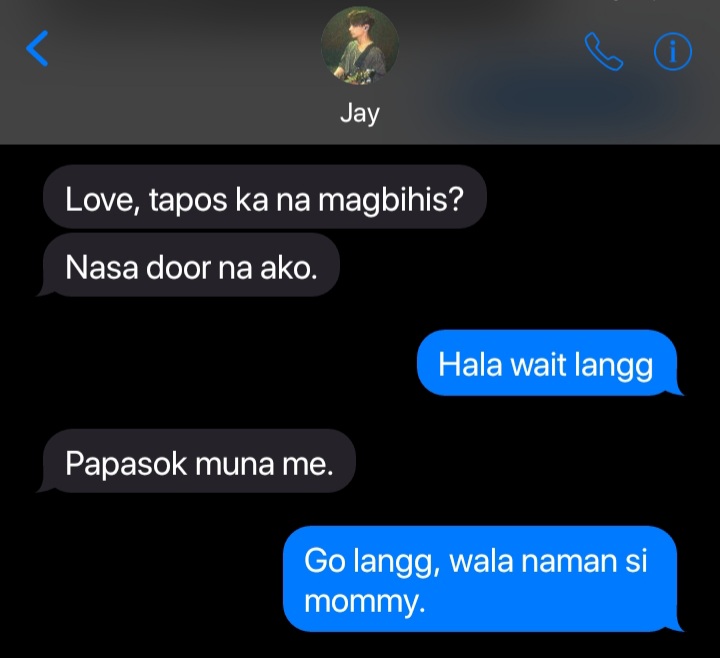 Jay
Love, tapos ka na magbihis?
Nasa door na ako.
Hala wait langg
Papasok muna me.
Go langg, wala naman si
mommy.